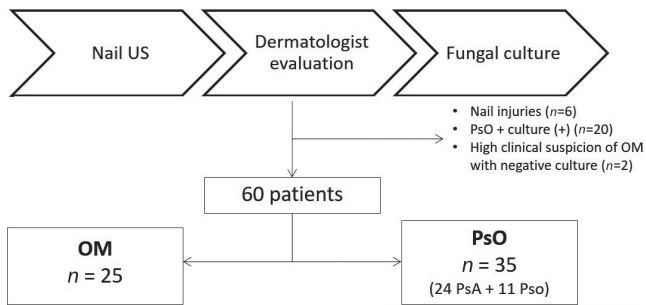 Nail US
Dermatologist
evaluation
Fungal culture
• Nail injuries (n=6)
• PsO + culture (+) (n=20)
• High clinical suspicion of OM
with negative culture (n=2)
60 patients
OM
n = 25
PsO
n = 35
(24 PsA + 11 Pso)